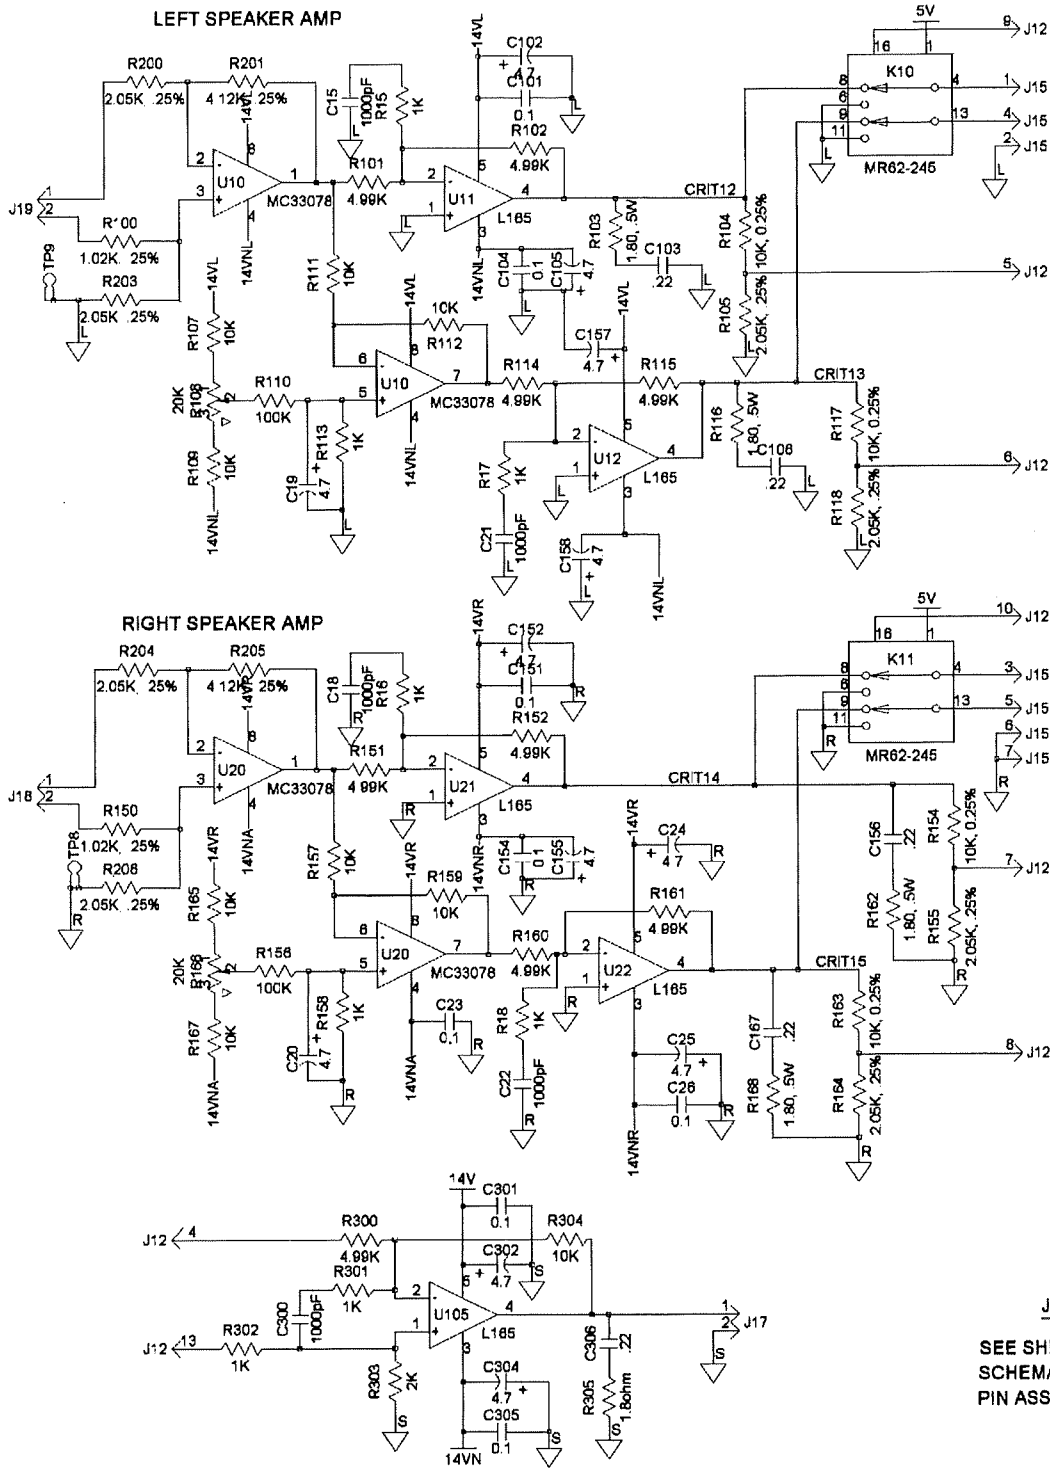 LEFT SPEAKER AMP
5V
9 J12
16 1
K10
8 4 1 J15
6
9 13 4 J15
11 2 J15
MR62-245
L
L
R200
2.05K, .25%
R201
4 12K .25%
14VL
8
2 -
3 +
U10
1
MC33078
4
14VNL
1
J19 2
R100
1.02K, .25%
R203
2.05K, .25%
TP9
L
C15
1000pF
L
R15
1K
14VL
C102
+ 4.7
C101
0.1
L
R102
4.99K
R101
4.99K
5
2 -
1 +
U11
4
L165
3
14VNL
L
C104
0.1
C105
4.7
+
L
R103
1.80, .5W
C103
.22
L
CRIT12
R104
10K, 0.25%
5 J12
R105
2.05K, .25%
L
R111
10K
14VL
R107
10K
20K
R108
3 1
2
R109
10K
14VNL
R110
100K
C19
4.7
+
R113
1K
L
10K
R112
14VL
8
6 -
5 +
U10
7
MC33078
4
14VNL
14VL
C157
4.7
+
R114
4.99K
R115
4.99K
5
2 -
1 +
U12
4
L165
3
L
R17
1K
C21
1000pF
L
C158
4.7
+
L
14VNL
R116
1.80, .5W
C106
.22
L
CRIT13
R117
10K, 0.25%
6 J12
R118
2.05K, .25%
L
RIGHT SPEAKER AMP
5V
10 J12
16 1
K11
8 4 3 J15
6
9 13 5 J15
11 6 J15
7 J15
MR62-245
R
R
R204
2.05K, .25%
R205
4 12K .25%
14VR
8
2 -
3 +
U20
1
MC33078
4
14VNA
1
J18 2
R150
1.02K, .25%
R206
2.05K, .25%
TP8
R
C18
1000pF
R
R16
1K
14VR
C152
+ 4.7
C151
0.1
R
R152
4.99K
R151
4.99K
5
2 -
1 +
U21
4
L165
3
14VNR
R
C154
0.1
C155
4.7
+
R
CRIT14
C156
.22
R162
1.80, .5W
R154
10K, 0.25%
7 J12
R155
2.05K, .25%
R
R157
10K
14VR
R165
10K
20K
R166
3 1
2
R167
10K
14VNA
R156
100K
C20
4.7
+
R158
1K
R
R159
10K
14VR
8
6 -
5 +
U20
7
MC33078
4
14VNA
C23
0.1
R
14VR
C24
+ 4.7
R
R160
4.99K
R161
4.99K
5
2 -
1 +
U22
4
L165
3
R
R18
1K
C22
1000pF
R
C25
4.7 +
C26
0.1
R
14VNR
C167
.22
R168
1.80, .5W
CRIT15
R163
10K, 0.25%
8 J12
R164
2.05K, .25%
R
14V
C301
0.1
C302
+ 4.7
S
J12 4
R300
4.99K
R304
10K
R301
1K
C300
1000pF
J12 13
R302
1K
R303
2K
S
5
2 -
1 +
U105
4
L165
3
C304
4.7 +
C305
0.1
S
14VN
C306
.22
R305
1.8ohm
S
1
2 J17
S
SEE SH
SCHEMA
PIN ASS